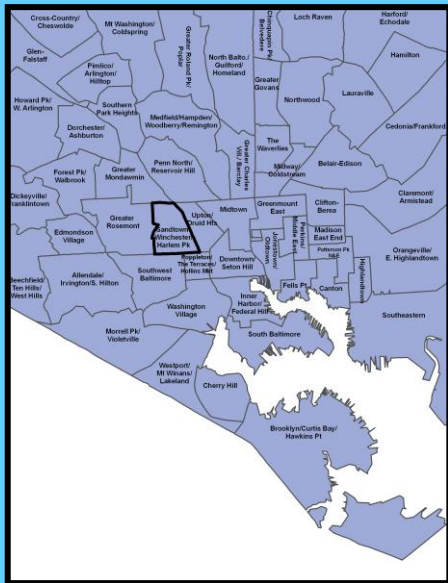 Cross-Country/
Cheswolde
Mt Washington/
Coldspring
Greater Roland Pk/
Poplar
Chinquapin Pk/
Belvedere
Loch Raven
Harford/
Echodale
Glen-
Falstaff
Pimlico/
Arlington/
Hilltop
North Balto./
Guilford/
Homeland
Greater
Govans
Hamilton
Lauraville
Northwood
Howard Pk/
W. Arlington
Southern
Park Heights
Dorchester/
Ashburton
Medfield/Hampden/
Woodberry/Remington
Greater Charles
Vill / Barclay
The
Waverlies
Cedonia/Frankford
Forest Pk/
Walbrook
Greater
Mondawmin
Penn North/
Reservoir Hill
Midway/
Coldstream
Belair-Edison
Dickeyville/
Franklintown
Greater
Rosemont
Sandtown
Winchester
Harlem Pk
Upton/
Druid Hts
Midtown
Greenmount
East
Clifton-
Berea
Claremont/
Armistead
Edmondson
Village
Madison
East End
Perkins/
Middle East
Jonestown/
Oldtown
Patterson Pk
N&E
Orangeville/
E. Highlandtown
Beechfield/
Ten Hills/
West Hills
Allendale/
Irvington/S. Hilton
Southwest
Baltimore
Poppleton/
The Terraces/
Hollins Mkt
Downtown/
Seton Hill
Fells Pt
Canton
Highlandtown
Washington
Village
Inner
Harbor/
Federal Hill
Southeastern
Morrell Pk/
Violetville
South Baltimore
Westport/
Mt Winans/
Lakeland
Cherry Hill
Brooklyn/Curtis Bay/
Hawkins Pt